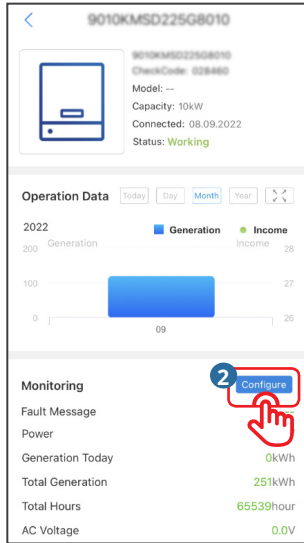 9010KMSD225G8010
9010KMSD225G8010
CheckCode: 028460
Model: --
Capacity: 10kW
Connected: 08.09.2022
Status: Working
Operation Data Today Day Month Year
2022 Generation Income
200 Generation Income 28
100 27
0 26
09
Monitoring 2 Configure
Fault Message
Power
Generation Today 0kWh
Total Generation 251kWh
Total Hours 65539hour
AC Voltage 0.0V